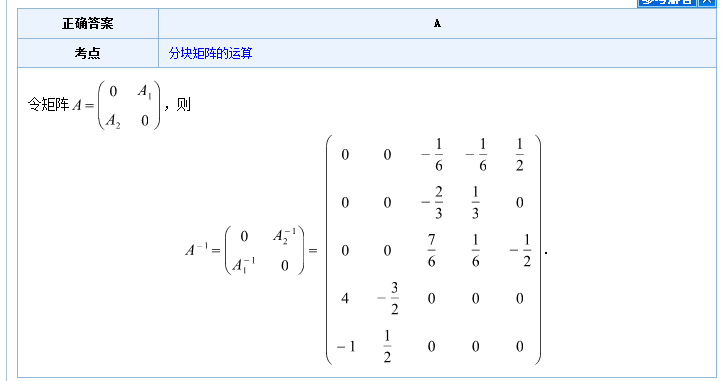 正确答案 A
考点 分块矩阵的运算
令矩阵 A = ( 0 A₁ ; A₂ 0 ) ，则
A⁻¹ = ( 0 A₂⁻¹ ; A₁⁻¹ 0 ) = ( 0 0 −1/6 −1/6 1/2 ; 0 0 −2/3 1/3 0 ; 0 0 7/6 1/6 −1/2 ; 4 −3/2 0 0 0 ; −1 1/2 0 0 0 ) .